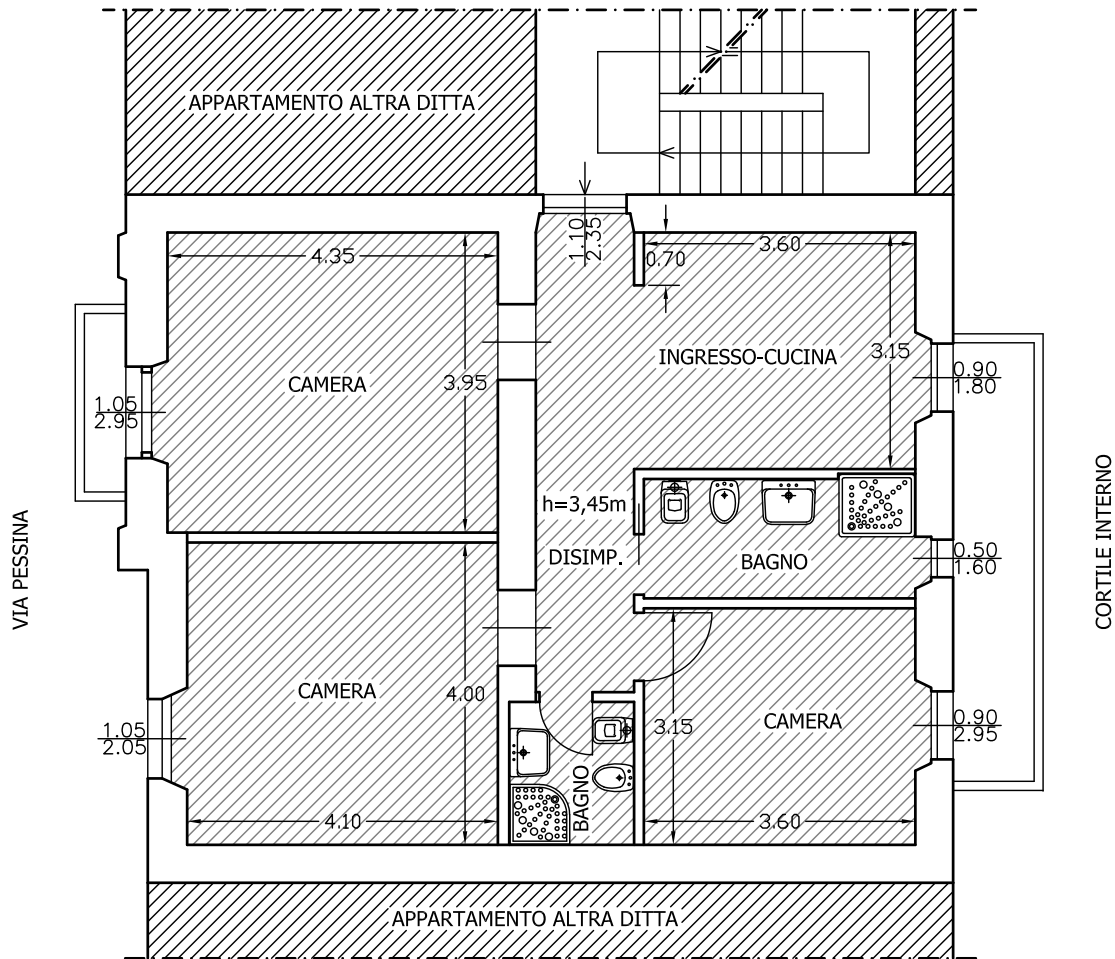 APPARTAMENTO ALTRA DITTA
1.10
2.35
4.35
0.70
3.60
INGRESSO-CUCINA
3.15
0.90
1.80
CAMERA
3.95
1.05
2.95
h=3,45m
DISIMP.
BAGNO
0.50
1.60
VIA PESSINA
CORTILE INTERNO
CAMERA
4.00
1.05
2.05
3.15
CAMERA
0.90
2.95
BAGNO
4.10
3.60
APPARTAMENTO ALTRA DITTA